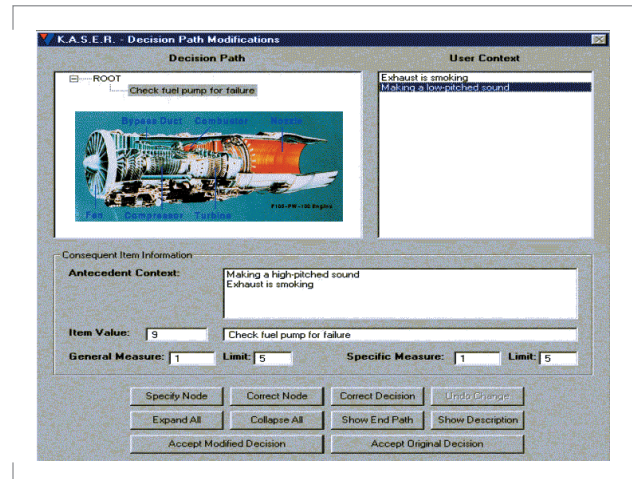 K.A.S.E.R. - Decision Path Modifications
Decision Path
User Context
ROOT
Check fuel pump for failure
Exhaust is smoking
Making a low-pitched sound
Bypass Duct Combustor Nozzle
F100-PW-100 Engine
Fan Compressor Turbine
Consequent Item Information
Antecedent Context:
Making a high-pitched sound
Exhaust is smoking
Item Value: 9 Check fuel pump for failure
General Measure: 1 Limit: 5 Specific Measure: 1 Limit: 5
Specify Node Correct Node Correct Decision Undo Change
Expand All Collapse All Show End Path Show Description
Accept Modified Decision Accept Original Decision